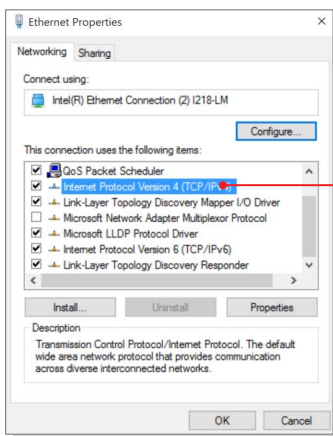 Ethernet Properties
Networking Sharing
Connect using:
Intel(R) Ethernet Connection (2) I218-LM
Configure...
This connection uses the following items:
QoS Packet Scheduler
Internet Protocol Version 4 (TCP/IPv4)
Link-Layer Topology Discovery Mapper I/O Driver
Microsoft Network Adapter Multiplexor Protocol
Microsoft LLDP Protocol Driver
Internet Protocol Version 6 (TCP/IPv6)
Link-Layer Topology Discovery Responder
Install... Uninstall Properties
Description
Transmission Control Protocol/Internet Protocol. The default
wide area network protocol that provides communication
across diverse interconnected networks.
OK Cancel